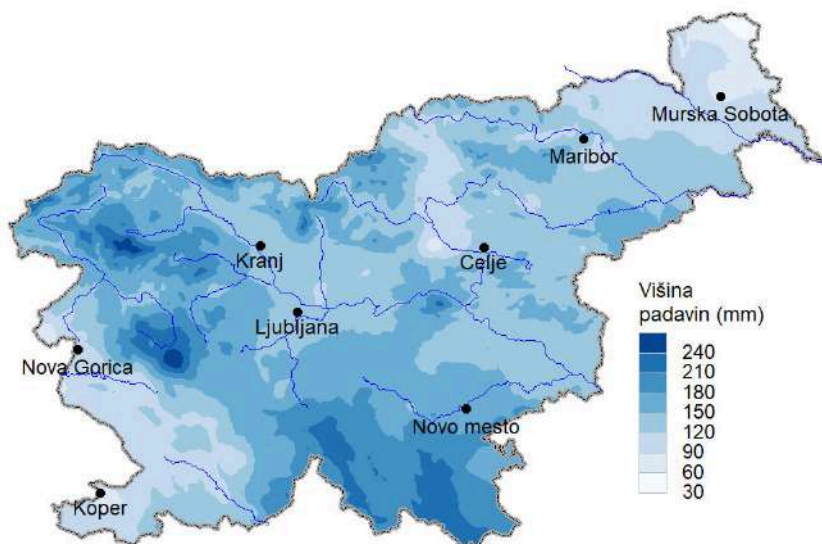 Murska Sobota
Maribor
Kranj
Celje
Ljubljana
Nova Gorica
Novo mesto
Koper
Višina
padavin (mm)
240
210
180
150
120
90
60
30